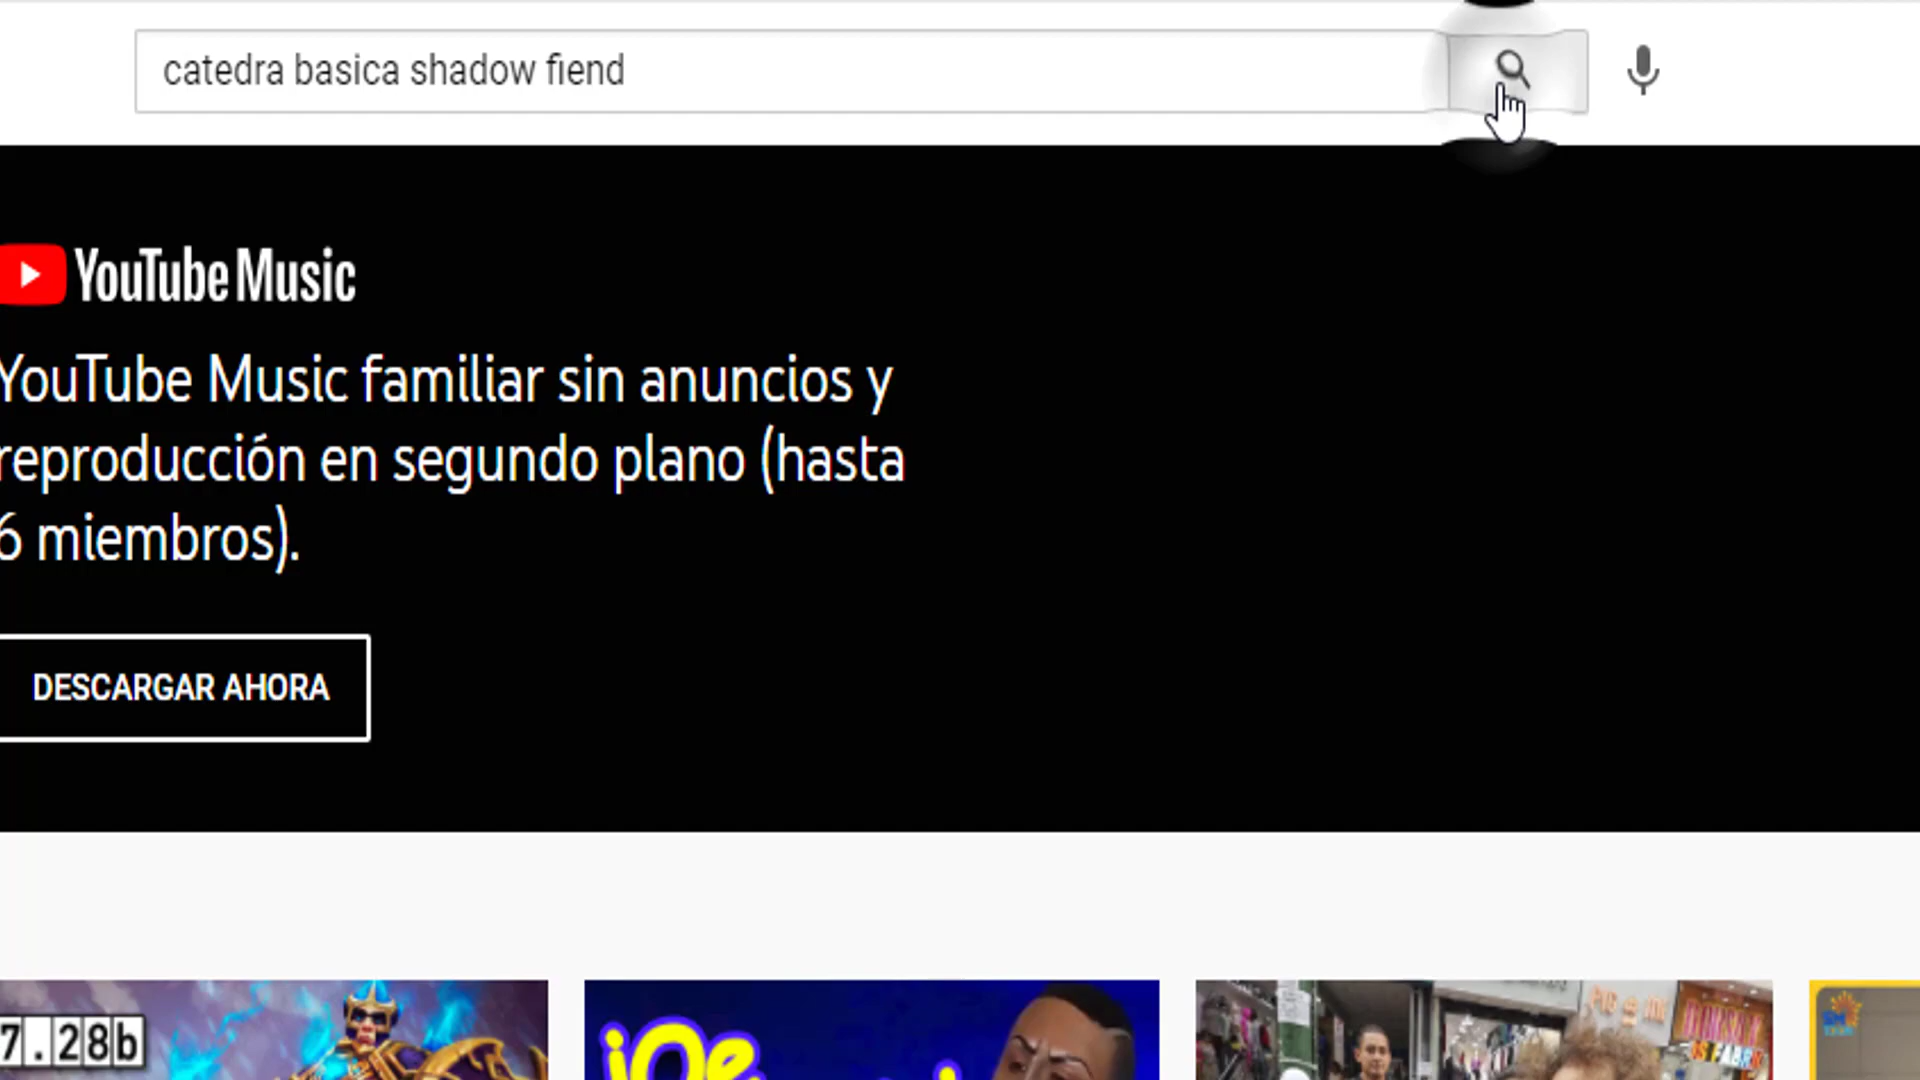 catedra basica shadow fiend
YouTube Music
YouTube Music familiar sin anuncios y
reproducción en segundo plano (hasta
6 miembros).
DESCARGAR AHORA
7.28b
¡Qe